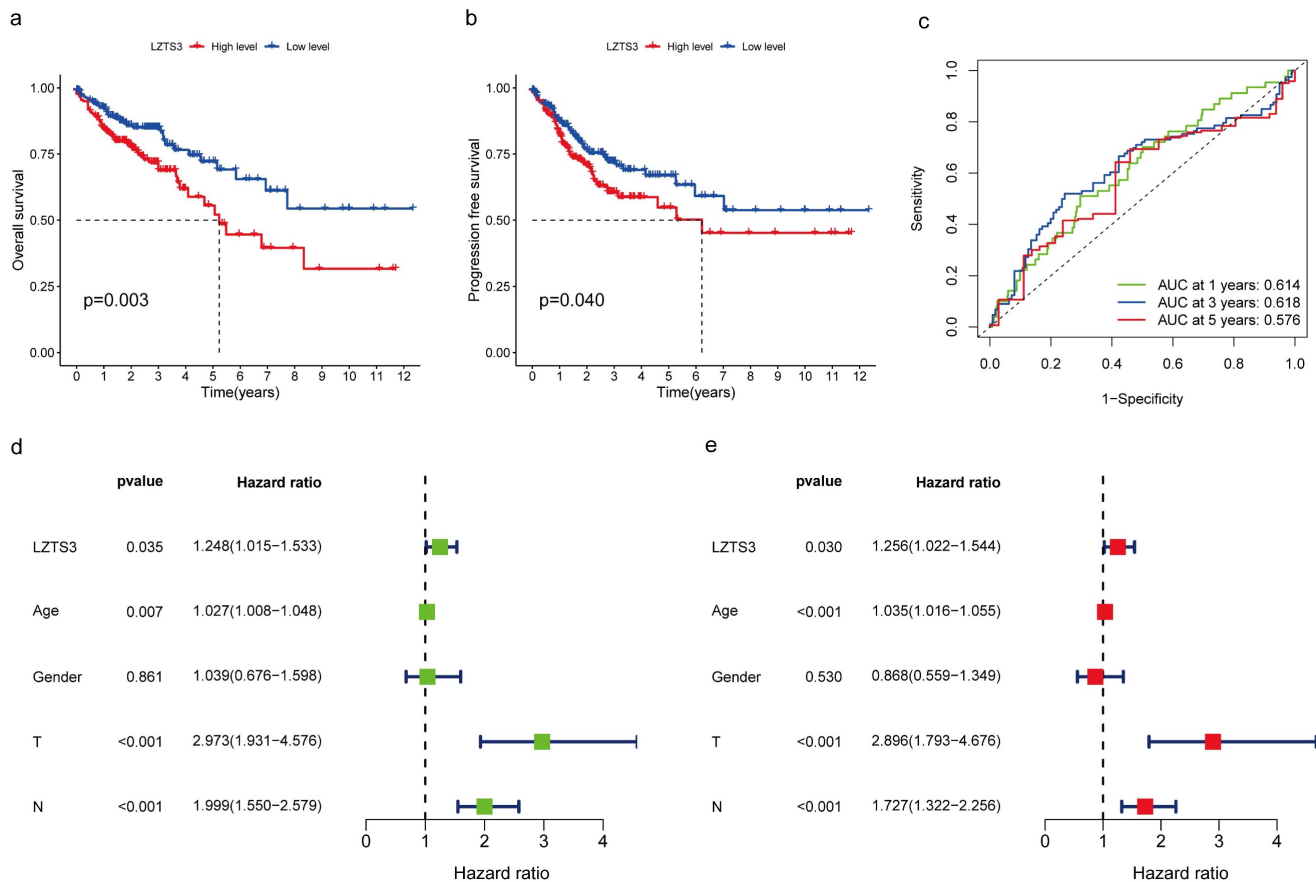 a
LZTS3 High level Low level
Overall survival
1.00
0.75
0.50
0.25
0.00
p=0.003
0 1 2 3 4 5 6 7 8 9 10 11 12
Time(years)
b
LZTS3 High level Low level
Progression free survival
1.00
0.75
0.50
0.25
0.00
p=0.040
0 1 2 3 4 5 6 7 8 9 10 11 12
Time(years)
c
Sensitivity
1.0
0.8
0.6
0.4
0.2
0.0
AUC at 1 years: 0.614
AUC at 3 years: 0.618
AUC at 5 years: 0.576
0.0 0.2 0.4 0.6 0.8 1.0
1−Specificity
d
pvalue Hazard ratio
LZTS3 0.035 1.248(1.015−1.533)
Age 0.007 1.027(1.008−1.048)
Gender 0.861 1.039(0.676−1.598)
T <0.001 2.973(1.931−4.576)
N <0.001 1.999(1.550−2.579)
0 1 2 3 4
Hazard ratio
e
pvalue Hazard ratio
LZTS3 0.030 1.256(1.022−1.544)
Age <0.001 1.035(1.016−1.055)
Gender 0.530 0.868(0.559−1.349)
T <0.001 2.896(1.793−4.676)
N <0.001 1.727(1.322−2.256)
0 1 2 3 4
Hazard ratio